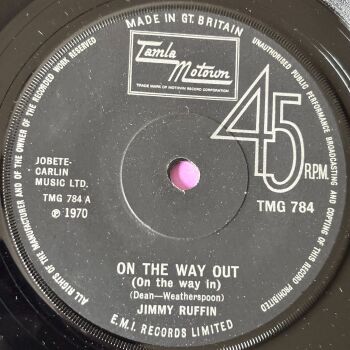 MADE IN GT. BRITAIN
UNAUTHORISED PUBLIC PERFORMANCE BROADCASTING AND COPYING OF THIS RECORD PROHIBITED
ALL RIGHTS OF THE MANUFACTURER AND OF THE OWNER OF THE RECORDED WORK RESERVED
Tamla
Motown
TRADE MARK OF MOTOWN RECORD CORPORATION
45
R.P.M.
JOBETE-
CARLIN
MUSIC LTD.
TMG 784 A
℗ 1970
TMG 784
ON THE WAY OUT
(On the way in)
(Dean—Weatherspoon)
JIMMY RUFFIN
E.M.I. RECORDS LIMITED